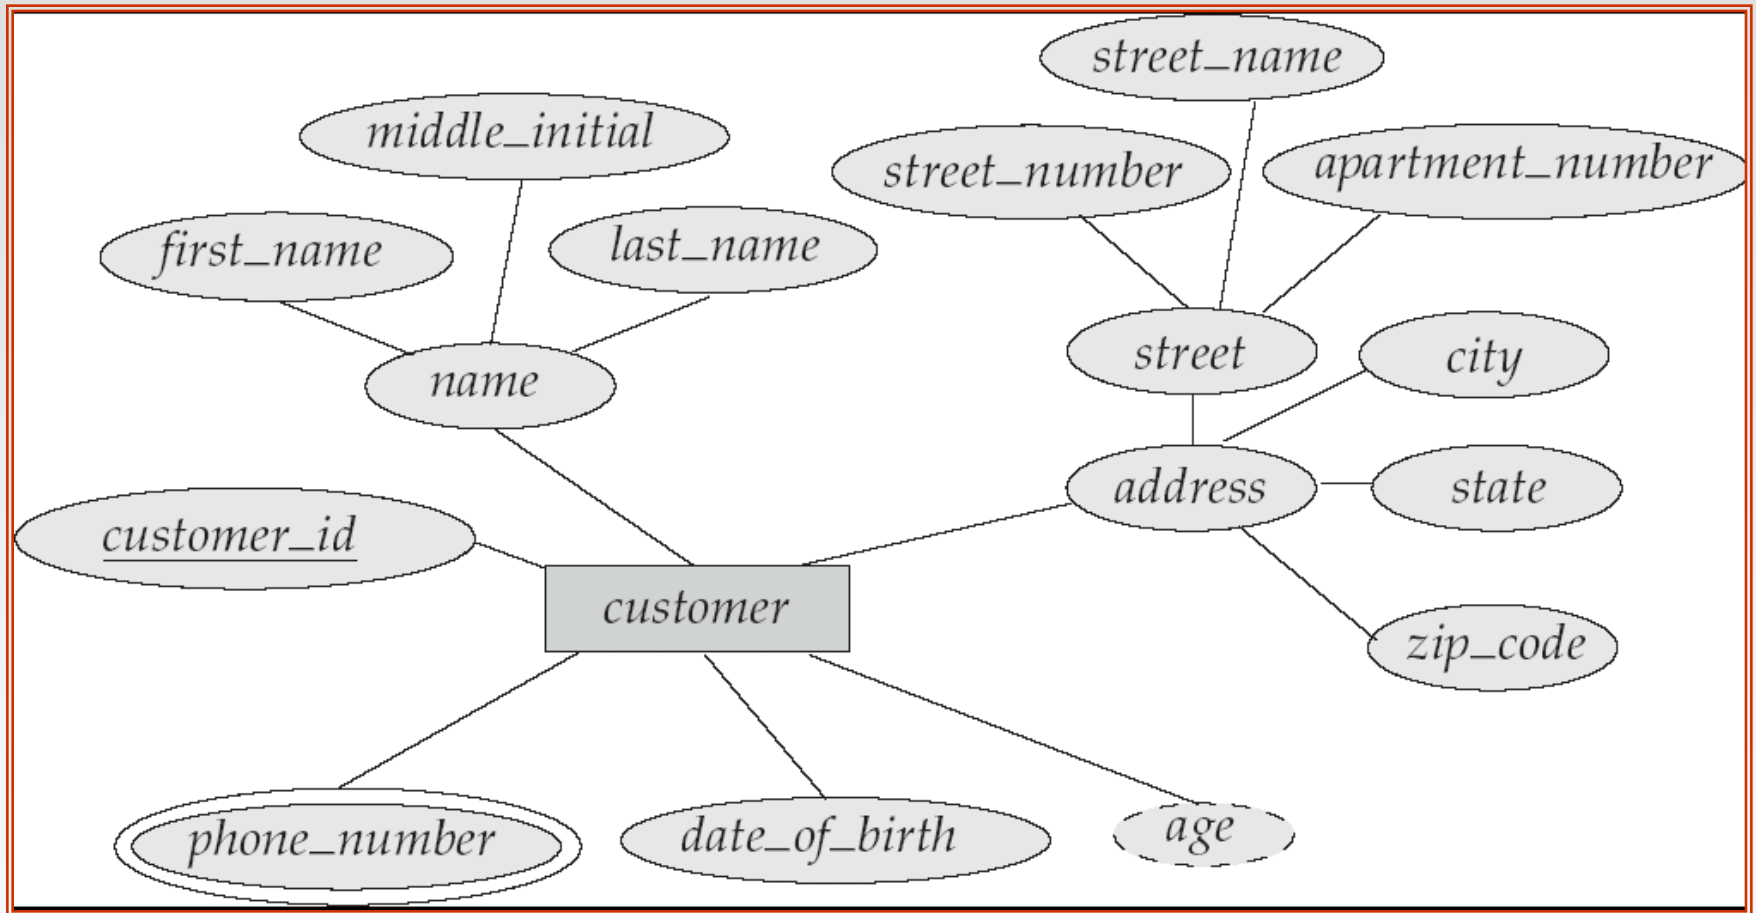 street_name
middle_initial
street_number
apartment_number
first_name
last_name
street
city
name
address
state
customer_id
customer
zip_code
phone_number
date_of_birth
age